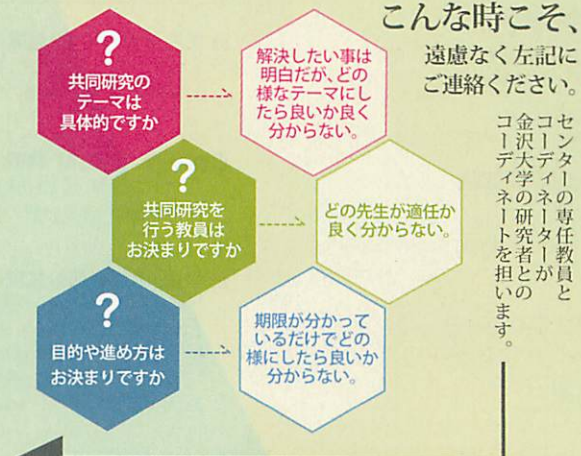 こんな時こそ、
遠慮なく左記に
ご連絡ください。
センターの専任教員と
コーディネーターが
金沢大学の研究者との
コーディネートを担います。
?
共同研究の
テーマは
具体的ですか
解決したい事は
明白だが、どの
様なテーマにし
たら良いか良く
分からない。
?
共同研究を
行う教員は
お決まりですか
どの先生が適任か
良く分からない。
?
目的や進め方は
お決まりですか
期限が分かって
いるだけでどの
様にしたら良いか
分からない。